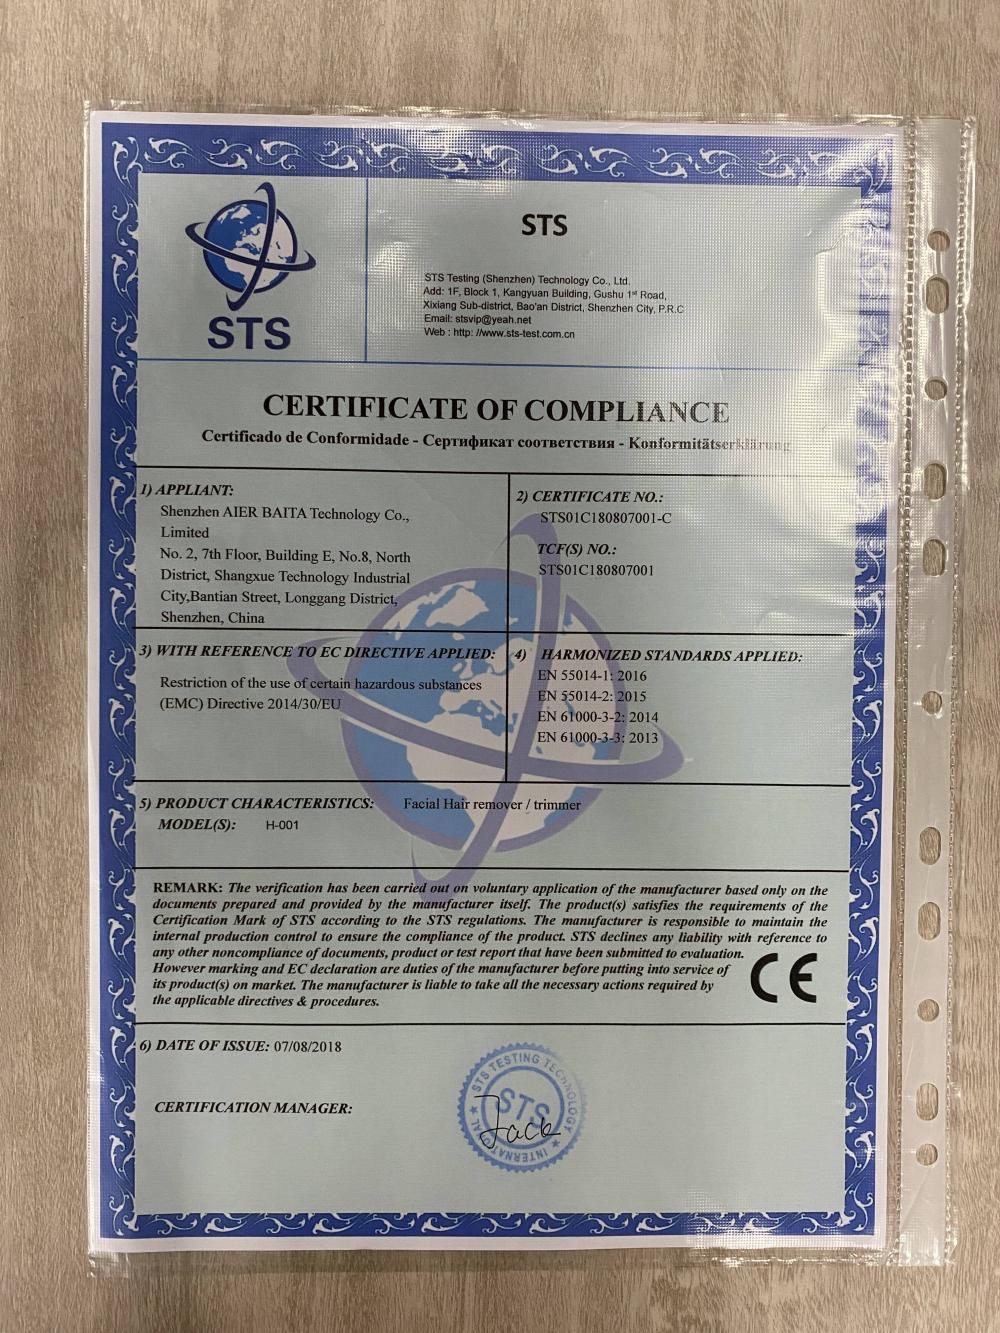 STS
STS
STS Testing (Shenzhen) Technology Co., Ltd.
Add: 1F, Block 1, Kangyuan Building, Gushu 1st Road,
Xixiang Sub-district, Bao'an District, Shenzhen City, P.R.C
Email: stsvip@yeah.net
Web : http: //www.sts-test.com.cn
CERTIFICATE OF COMPLIANCE
Certificado de Conformidade - Сертификат соответствия - Konformitätserklärung
1) APPLIANT:
Shenzhen AIER BAITA Technology Co.,
Limited
No. 2, 7th Floor, Building E, No.8, North
District, Shangxue Technology Industrial
City,Bantian Street, Longgang District,
Shenzhen, China
2) CERTIFICATE NO.:
STS01C180807001-C
TCF(S) NO.:
STS01C180807001
3) WITH REFERENCE TO EC DIRECTIVE APPLIED:
Restriction of the use of certain hazardous substances
(EMC) Directive 2014/30/EU
4) HARMONIZED STANDARDS APPLIED:
EN 55014-1: 2016
EN 55014-2: 2015
EN 61000-3-2: 2014
EN 61000-3-3: 2013
5) PRODUCT CHARACTERISTICS: Facial Hair remover / trimmer
MODEL(S): H-001
REMARK: The verification has been carried out on voluntary application of the manufacturer based only on the
documents prepared and provided by the manufacturer itself. The product(s) satisfies the requirements of the
Certification Mark of STS according to the STS regulations. The manufacturer is responsible to maintain the
internal production control to ensure the compliance of the product. STS declines any liability with reference to
any other noncompliance of documents, product or test report that have been submitted to evaluation.
However marking and EC declaration are duties of the manufacturer before putting into service of
its product(s) on market. The manufacturer is liable to take all the necessary actions required by
the applicable directives & procedures.
CE
6) DATE OF ISSUE: 07/08/2018
CERTIFICATION MANAGER:
STS TESTING TECHNOLOGY
STS
Jack
INTERNATIONAL